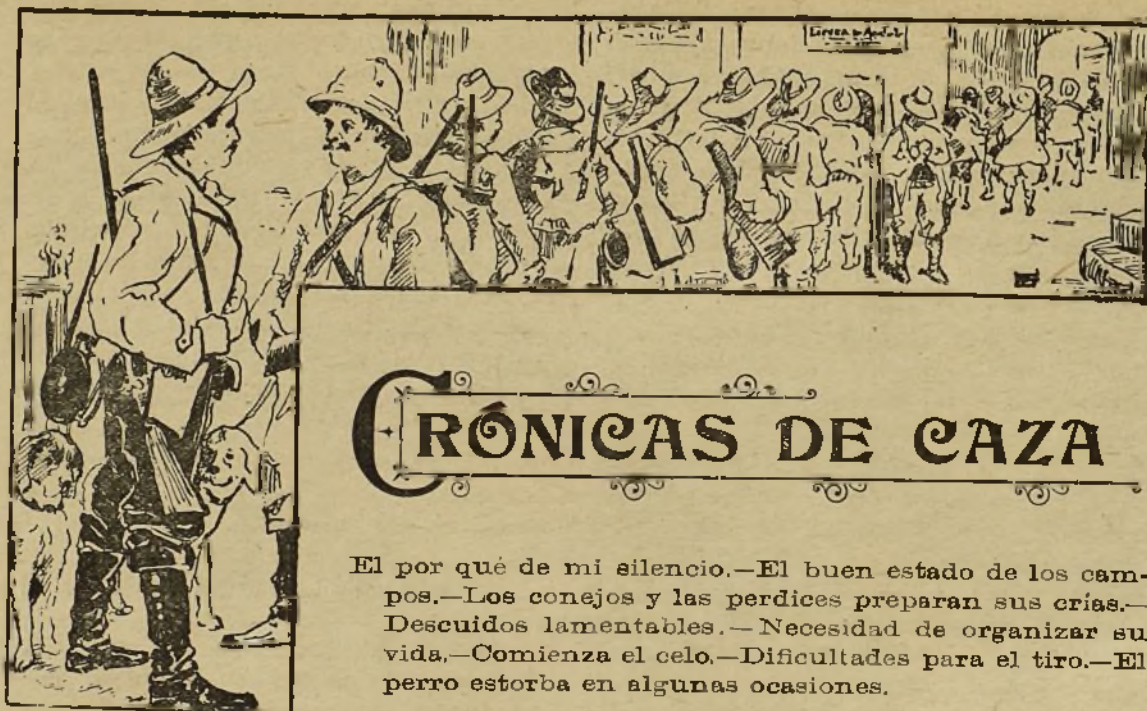 CRÓNICAS DE CAZA
El por qué de mi silencio.—El buen estado de los cam-
pos.—Los conejos y las perdices preparan sus crías.—
Descuidos lamentables.—Necesidad de organizar su
vida.—Comienza el celo.—Dificultades para el tiro.—El
perro estorba en algunas ocasiones.